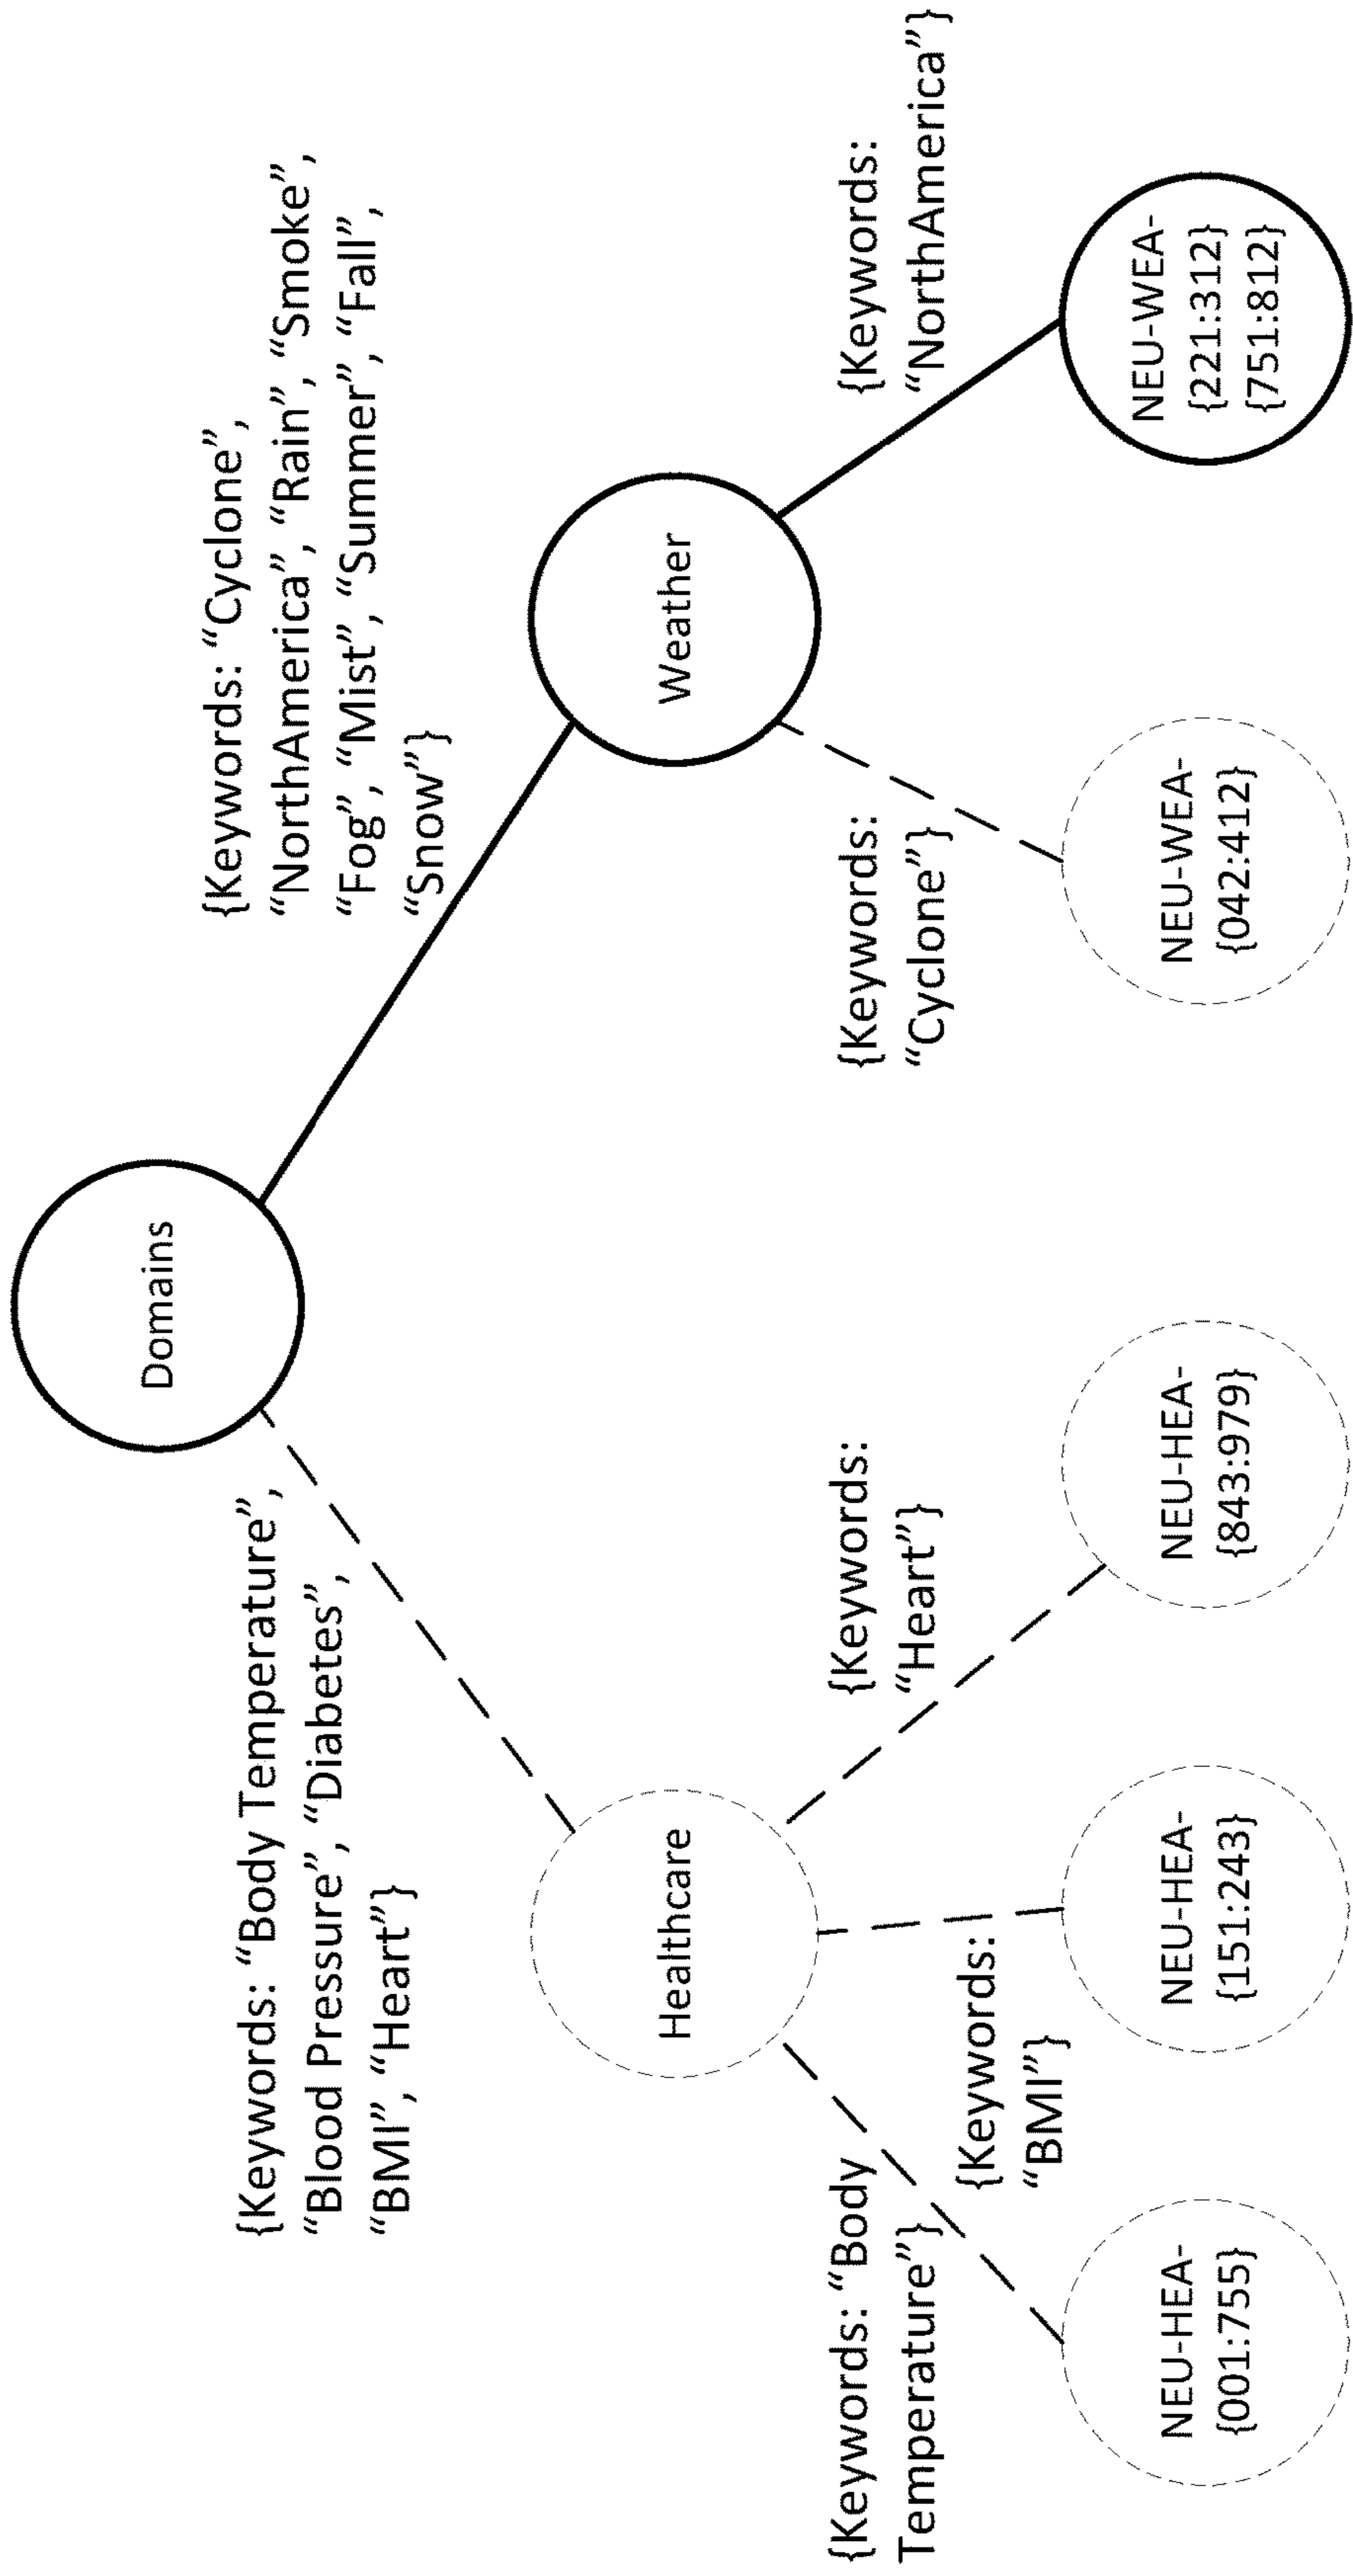 Domains
{Keywords: “Body Temperature”,
“Blood Pressure”, “Diabetes”,
“BMI”, “Heart”}
{Keywords: “Cyclone”,
“NorthAmerica”, “Rain”, “Smoke”,
“Fog”, “Mist”, “Summer”, “Fall”,
“Snow”}
Healthcare
Weather
{Keywords: “Body
Temperature”}
{Keywords:
“BMI”}
{Keywords:
“Heart”}
{Keywords:
“Cyclone”}
{Keywords:
“NorthAmerica”}
NEU-HEA-
{001:755}
NEU-HEA-
{151:243}
NEU-HEA-
{843:979}
NEU-WEA-
{042:412}
NEU-WEA-
{221:312}
{751:812}